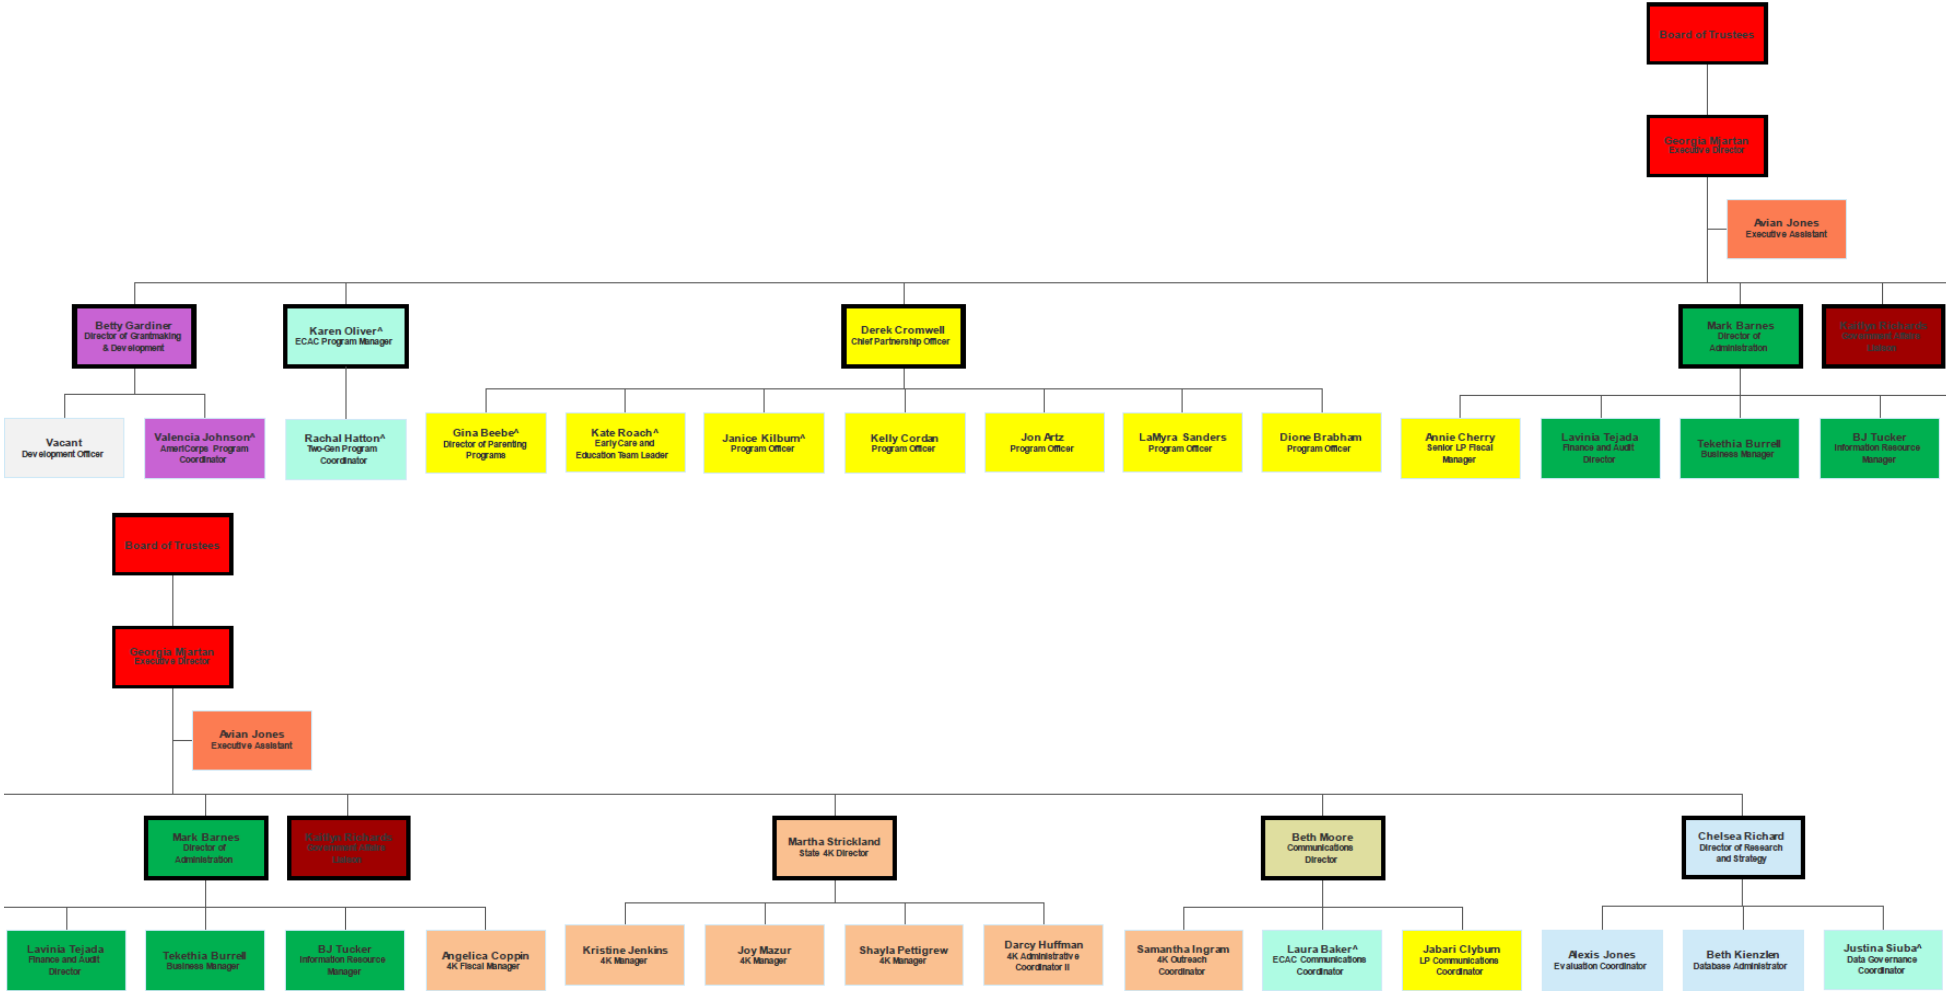 Board of Trustees
Georgia Mjartan
Executive Director
Avian Jones
Executive Assistant
Betty Gardiner
Director of Grantmaking
& Development
Karen Oliver^
ECAC Program Manager
Derek Cromwell
Chief Partnership Officer
Mark Barnes
Director of
Administration
Kaitlyn Richards
Government Affairs
Liaison
Vacant
Development Officer
Valencia Johnson^
AmeriCorps Program
Coordinator
Rachal Hatton^
Two-Gen Program
Coordinator
Gina Beebe^
Director of Parenting
Programs
Kate Roach^
Early Care and
Education Team Leader
Janice Kilburn^
Program Officer
Kelly Cordan
Program Officer
Jon Artz
Program Officer
LaMyra Sanders
Program Officer
Dione Brabham
Program Officer
Annie Cherry
Senior LP Fiscal
Manager
Lavinia Tejada
Finance and Audit
Director
Tekethia Burrell
Business Manager
BJ Tucker
Information Resource
Manager
Board of Trustees
Georgia Mjartan
Executive Director
Avian Jones
Executive Assistant
Mark Barnes
Director of
Administration
Kaitlyn Richards
Government Affairs
Liaison
Martha Strickland
State 4K Director
Beth Moore
Communications
Director
Chelsea Richard
Director of Research
and Strategy
Lavinia Tejada
Finance and Audit
Director
Tekethia Burrell
Business Manager
BJ Tucker
Information Resource
Manager
Angelica Coppin
4K Fiscal Manager
Kristine Jenkins
4K Manager
Joy Mazur
4K Manager
Shayla Pettigrew
4K Manager
Darcy Huffman
4K Administrative
Coordinator II
Samantha Ingram
4K Outreach
Coordinator
Laura Baker^
ECAC Communications
Coordinator
Jabari Clyburn
LP Communications
Coordinator
Alexis Jones
Evaluation Coordinator
Beth Kienzlen
Database Administrator
Justina Siuba^
Data Governance
Coordinator